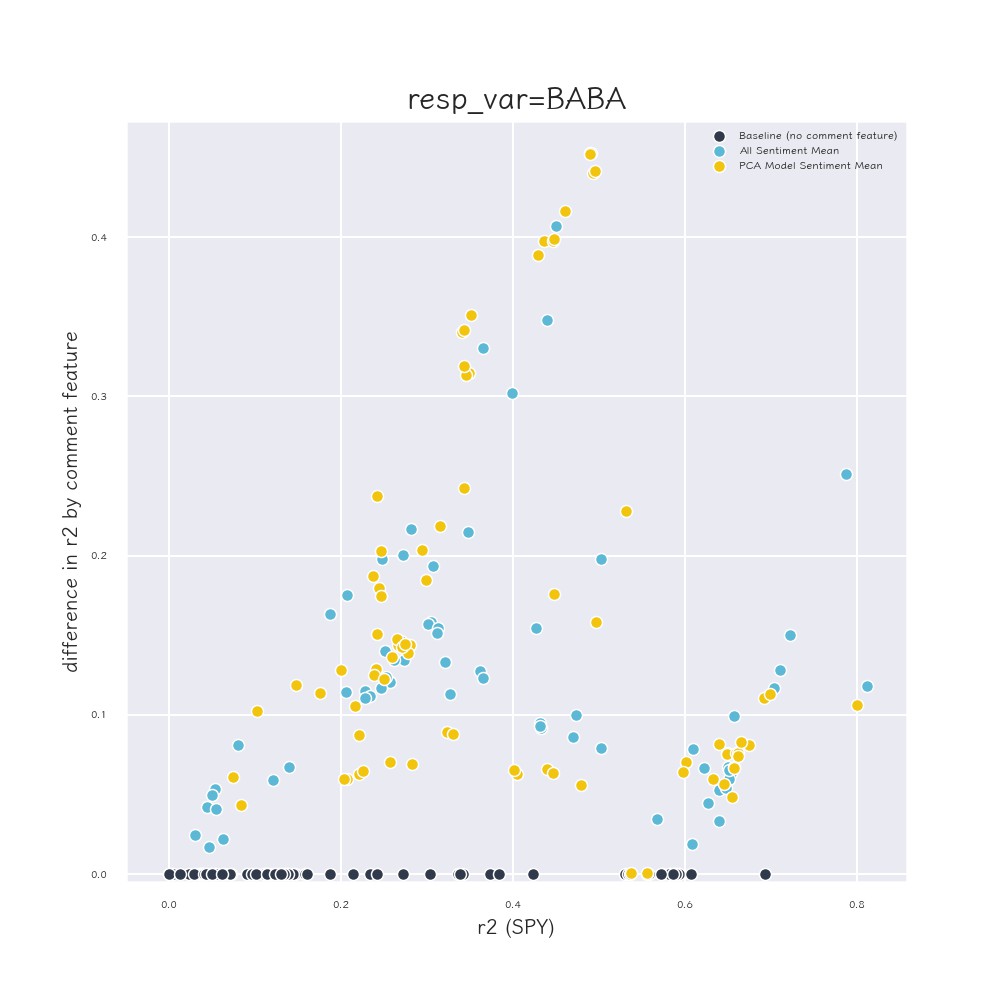 resp_var=BABA
Baseline (no comment feature)
All Sentiment Mean
PCA Model Sentiment Mean
difference in r2 by comment feature
0.4
0.3
0.2
0.1
0.0
0.0 0.2 0.4 0.6 0.8
r2 (SPY)